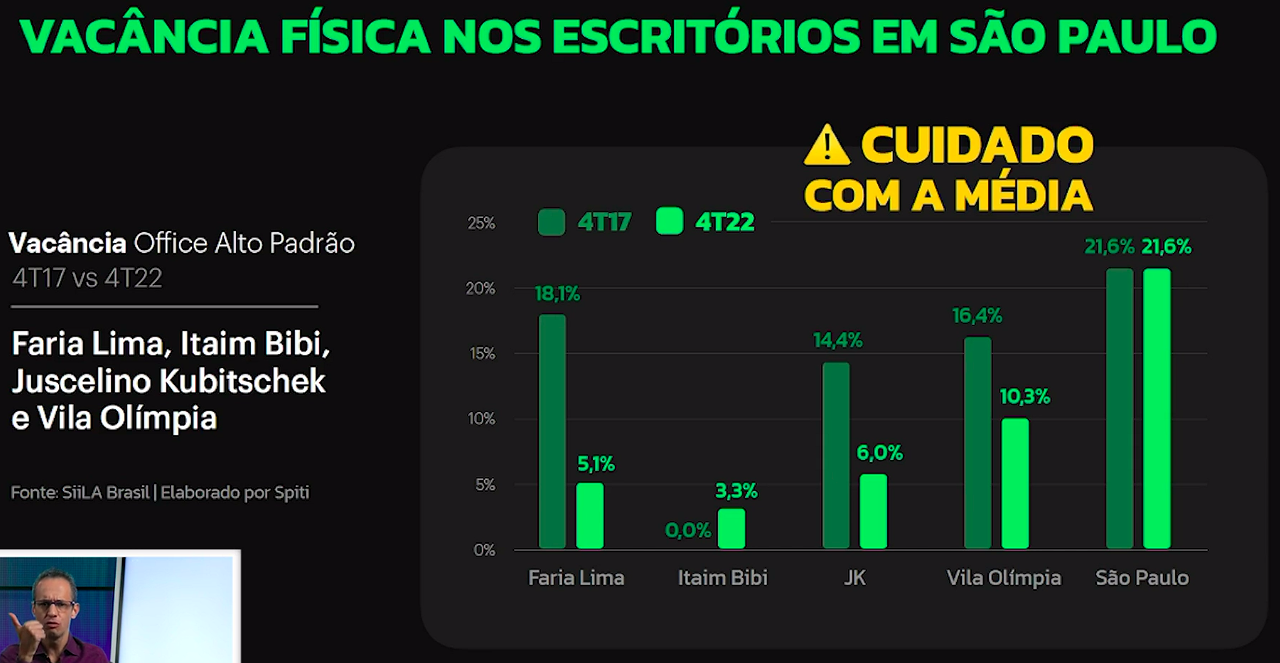 VACÂNCIA FÍSICA NOS ESCRITÓRIOS EM SÃO PAULO
Vacância Office Alto Padrão
4T17 vs 4T22
Faria Lima, Itaim Bibi,
Juscelino Kubitschek
e Vila Olímpia
Fonte: SiiLA Brasil | Elaborado por Spiti
⚠ CUIDADO
COM A MÉDIA
4T17 4T22
25%
20%
15%
10%
5%
0%
18,1%
5,1%
0,0%
3,3%
14,4%
6,0%
16,4%
10,3%
21,6% 21,6%
Faria Lima Itaim Bibi JK Vila Olímpia São Paulo